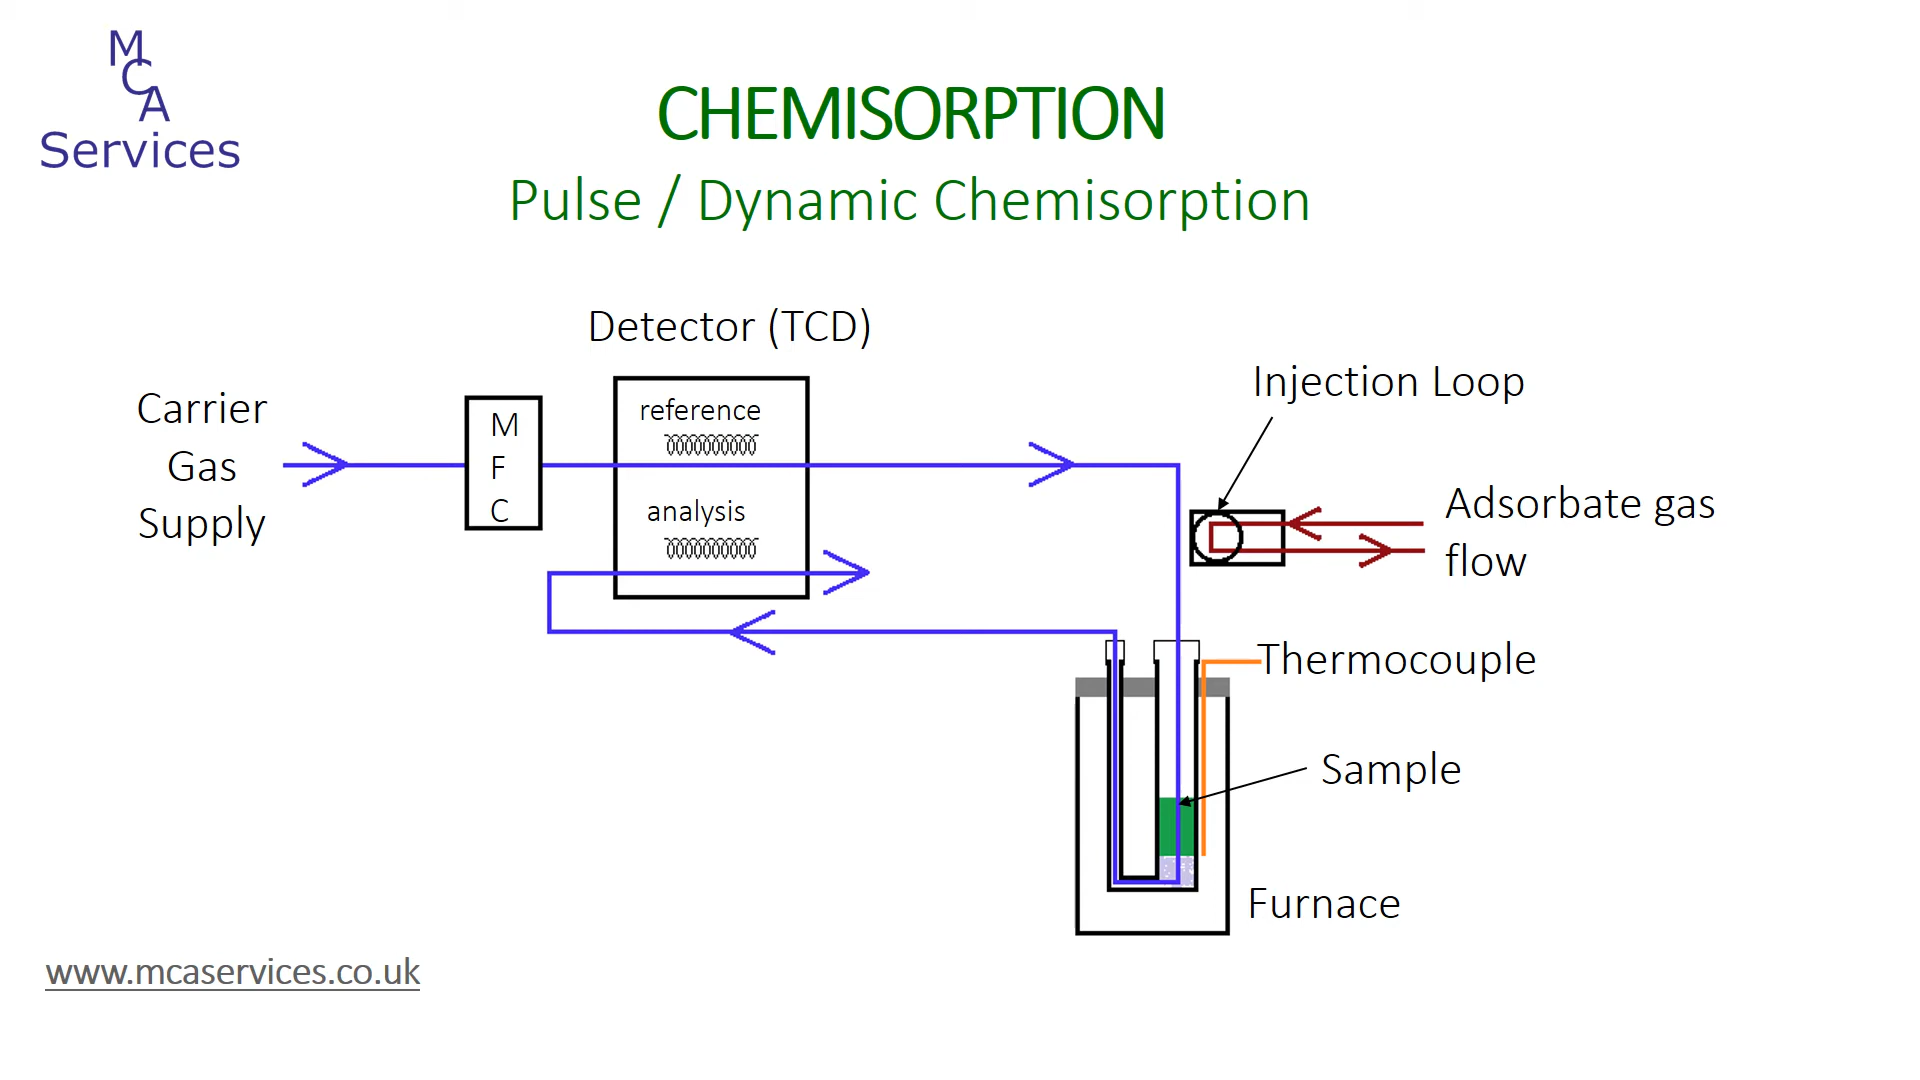 M
C
A
Services
CHEMISORPTION
Pulse / Dynamic Chemisorption
Detector (TCD)
Carrier
Gas
Supply
M
F
C
reference
analysis
Injection Loop
Adsorbate gas
flow
Thermocouple
Sample
Furnace
www.mcaservices.co.uk